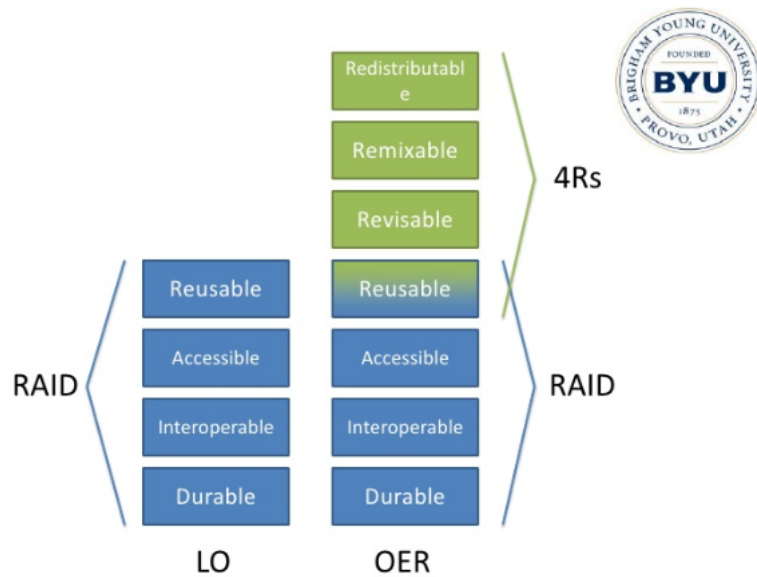 Redistributabl
e
BRIGHAM YOUNG UNIVERSITY
FOUNDED
BYU
1875
PROVO, UTAH
Remixable
4Rs
Revisable
Reusable
Reusable
Accessible
Accessible
RAID
RAID
Interoperable
Interoperable
Durable
Durable
LO
OER